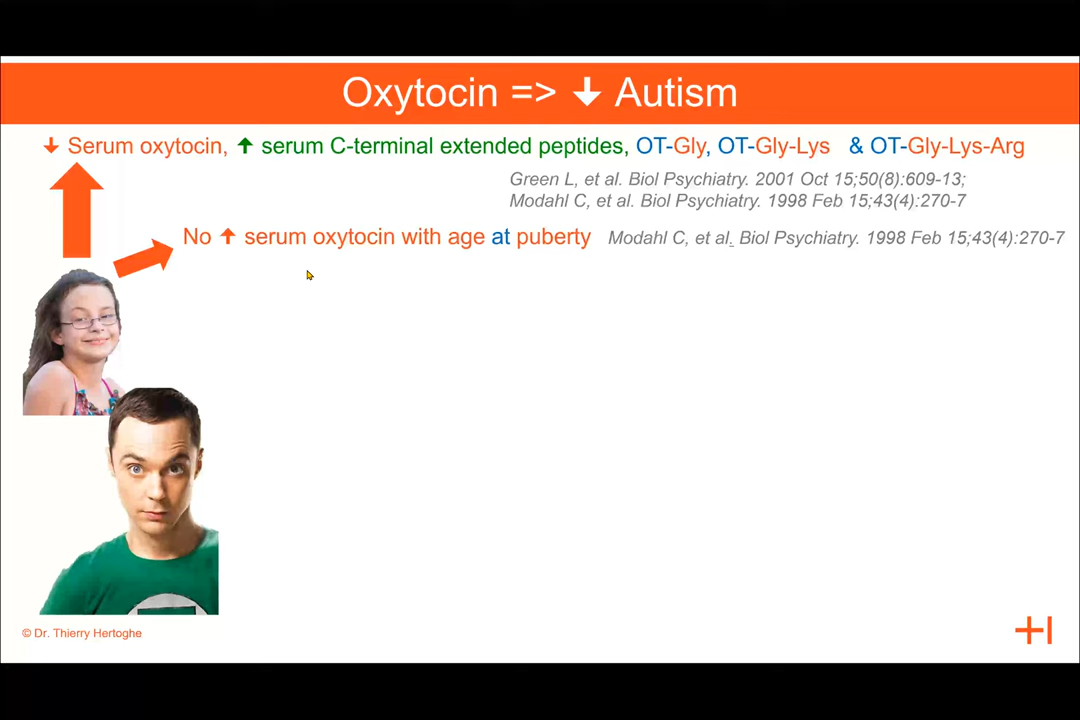 Oxytocin => ↓ Autism
↓ Serum oxytocin, ↑ serum C-terminal extended peptides, OT-Gly, OT-Gly-Lys & OT-Gly-Lys-Arg
Green L, et al. Biol Psychiatry. 2001 Oct 15;50(8):609-13;
Modahl C, et al. Biol Psychiatry. 1998 Feb 15;43(4):270-7
No ↑ serum oxytocin with age at puberty Modahl C, et al. Biol Psychiatry. 1998 Feb 15;43(4):270-7
© Dr. Thierry Hertoghe